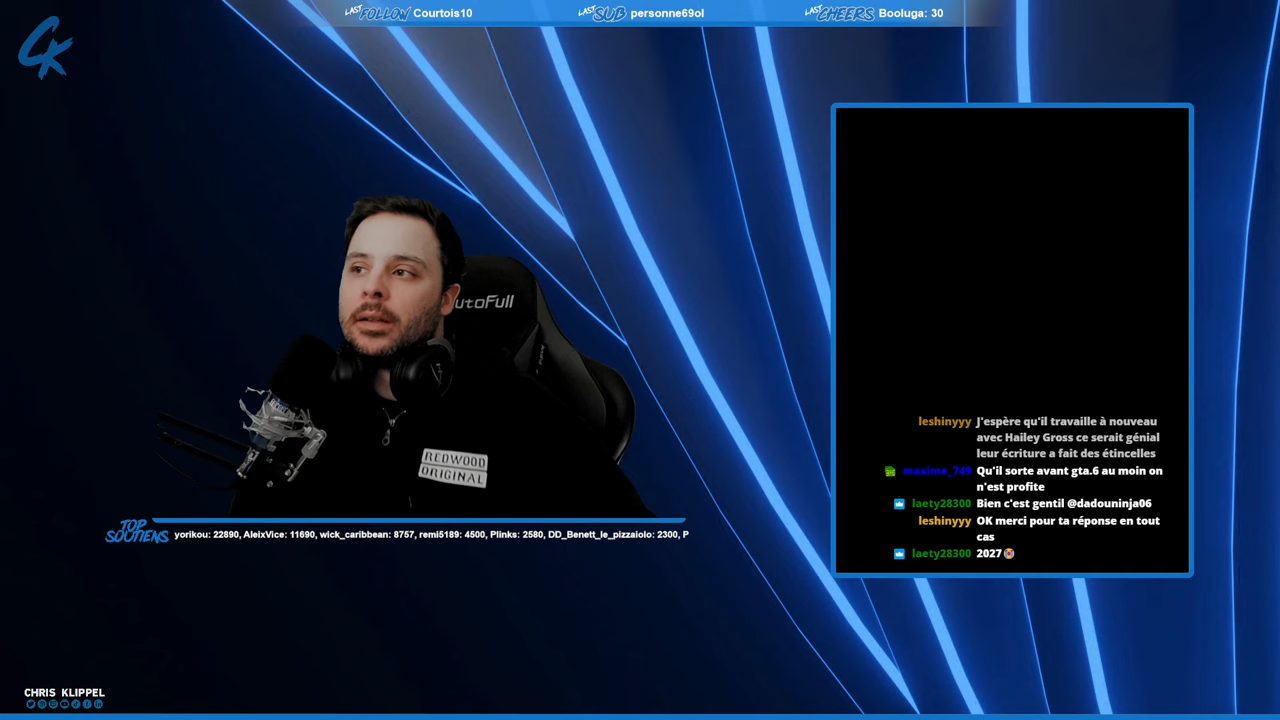 LAST FOLLOW Courtois10
LAST SUB personne69ol
LAST CHEERS Booluga: 30
CK
AutoFull
REDWOOD
ORIGINAL
TOP
SOUTIENS
yorikou: 22890, AleixVice: 11690, wick_caribbean: 8757, remi5189: 4500, Plinks: 2580, DD_Benett_le_pizzaiolo: 2300, P
leshinyyy J'espère qu'il travaille à nouveau
avec Hailey Gross ce serait génial
leur écriture a fait des étincelles
maxime_749 Qu'il sorte avant gta.6 au moin on
n'est profite
laety28300 Bien c'est gentil @dadouninja06
leshinyyy OK merci pour ta réponse en tout
cas
laety28300 2027
CHRIS KLIPPEL